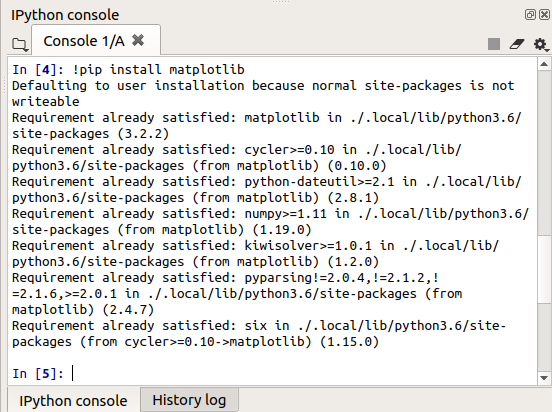 IPython console
Console 1/A
In [4]: !pip install matplotlib
Defaulting to user installation because normal site-packages is not
writeable
Requirement already satisfied: matplotlib in ./.local/lib/python3.6/
site-packages (3.2.2)
Requirement already satisfied: cycler>=0.10 in ./.local/lib/
python3.6/site-packages (from matplotlib) (0.10.0)
Requirement already satisfied: python-dateutil>=2.1 in ./.local/lib/
python3.6/site-packages (from matplotlib) (2.8.1)
Requirement already satisfied: numpy>=1.11 in ./.local/lib/python3.6/
site-packages (from matplotlib) (1.19.0)
Requirement already satisfied: kiwisolver>=1.0.1 in ./.local/lib/
python3.6/site-packages (from matplotlib) (1.2.0)
Requirement already satisfied: pyparsing!=2.0.4,!=2.1.2,!
=2.1.6,>=2.0.1 in ./.local/lib/python3.6/site-packages (from
matplotlib) (2.4.7)
Requirement already satisfied: six in ./.local/lib/python3.6/site-
packages (from cycler>=0.10->matplotlib) (1.15.0)
In [5]:
IPython console
History log